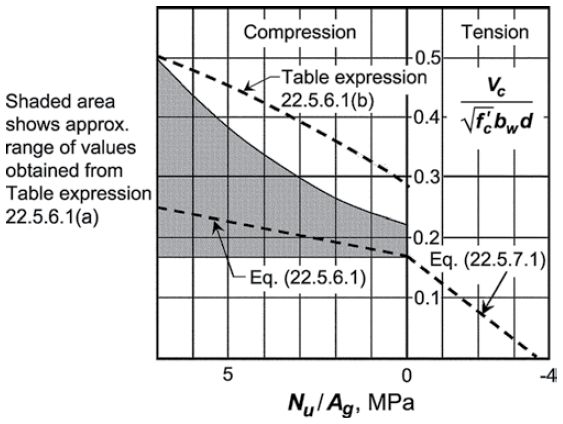 Compression
Tension
Shaded area
shows approx.
range of values
obtained from
Table expression
22.5.6.1(a)
Table expression
22.5.6.1(b)
Vc
√f′c bwd
0.5
0.4
0.3
0.2
0.1
Eq. (22.5.6.1)
Eq. (22.5.7.1)
5
0
-4
Nu/Ag, MPa